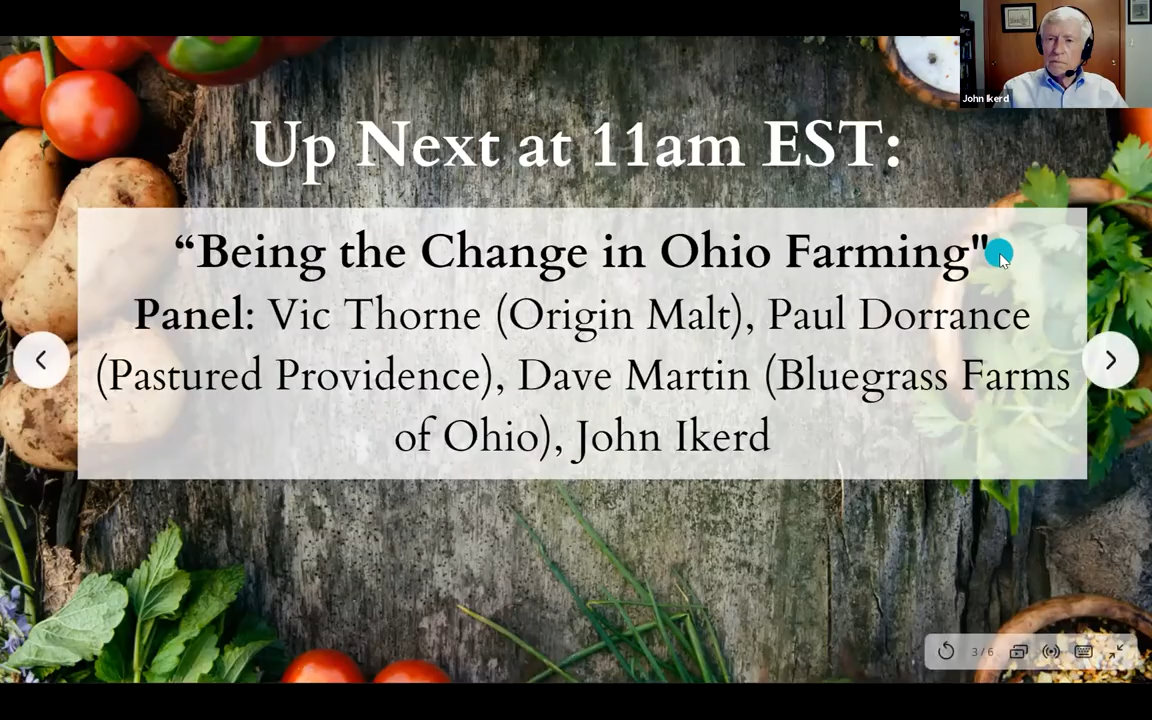 John Ikerd
Up Next at 11am EST:
“Being the Change in Ohio Farming"
Panel: Vic Thorne (Origin Malt), Paul Dorrance
(Pastured Providence), Dave Martin (Bluegrass Farms
of Ohio), John Ikerd
3/6